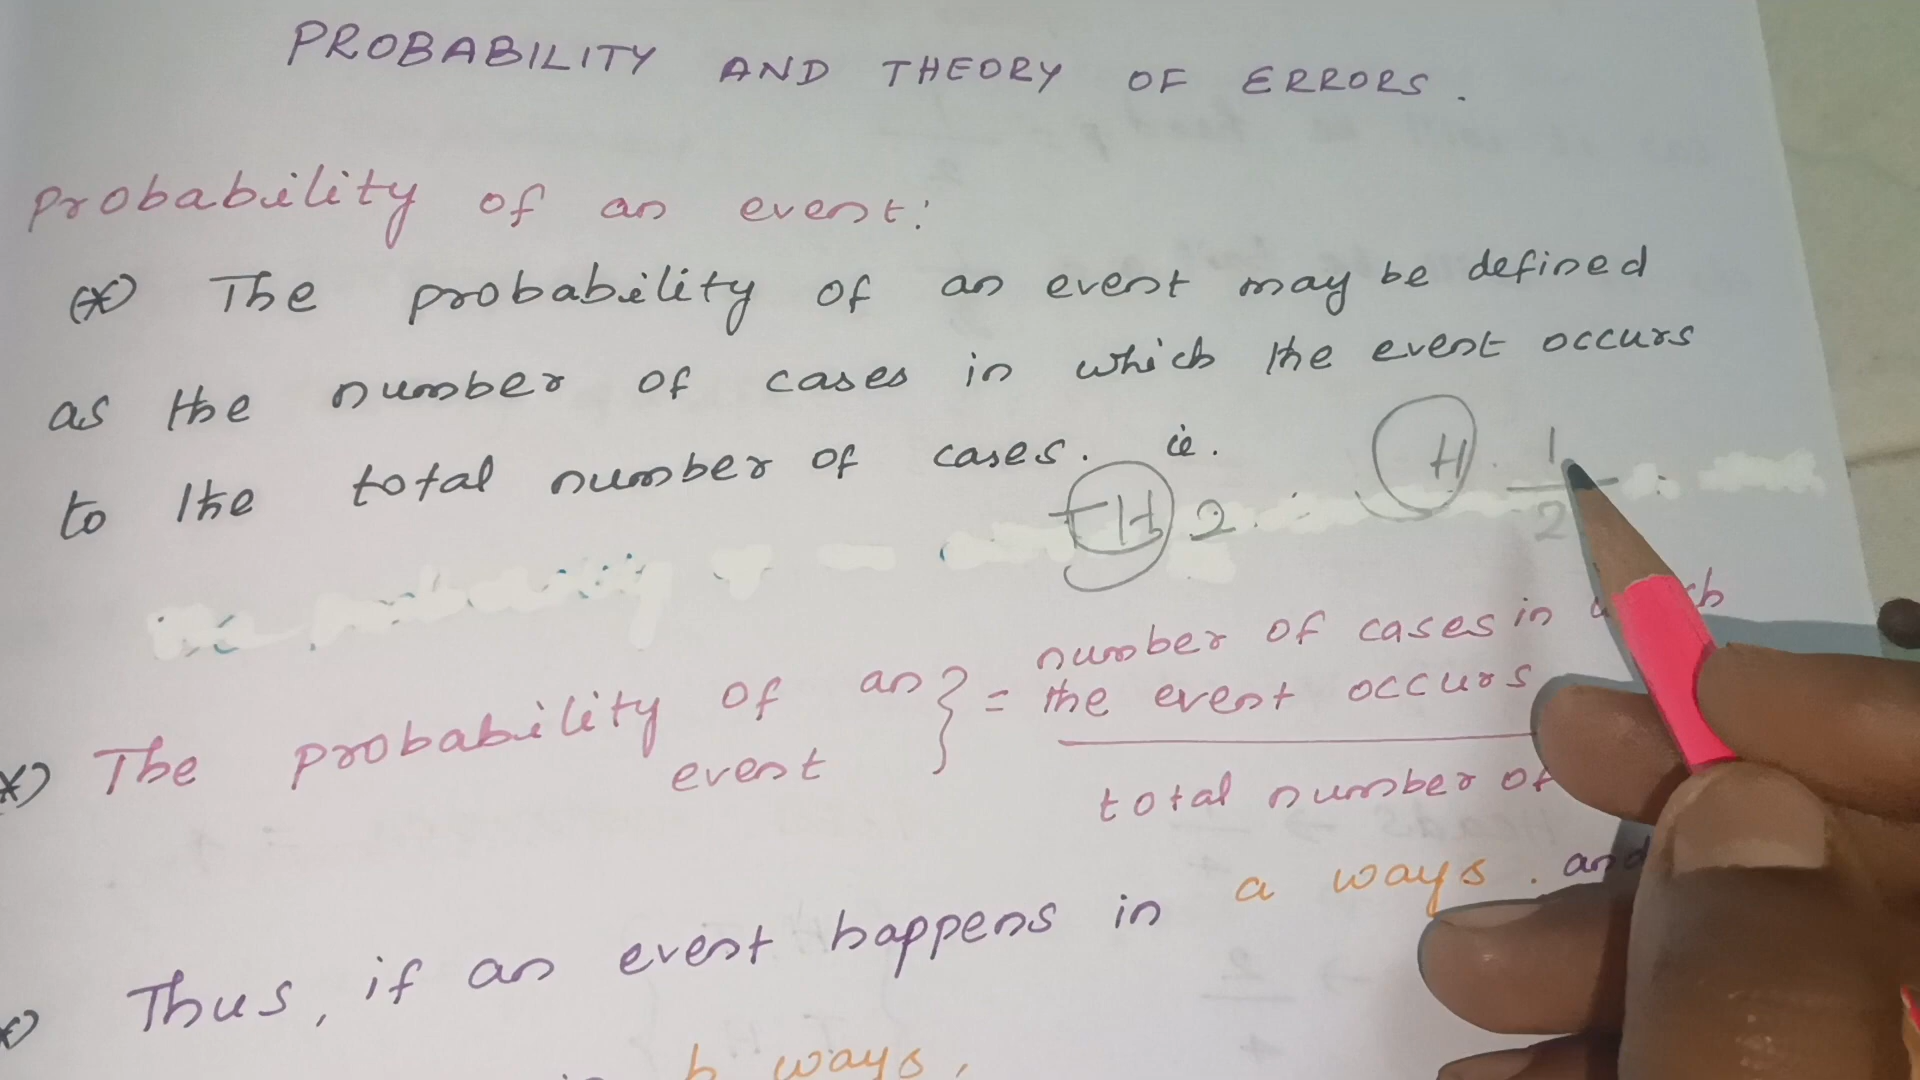 PROBABILITY AND THEORY OF ERRORS.
Probability of an event:
(*) The probability of an event may be defined
as the number of cases in which the event occurs
to the total number of cases. ie.
H 1/2
TH 2
*) The probability of an event } = number of cases in which the event occurs
total number of
*) Thus, if an event happens in a ways. and
b ways,